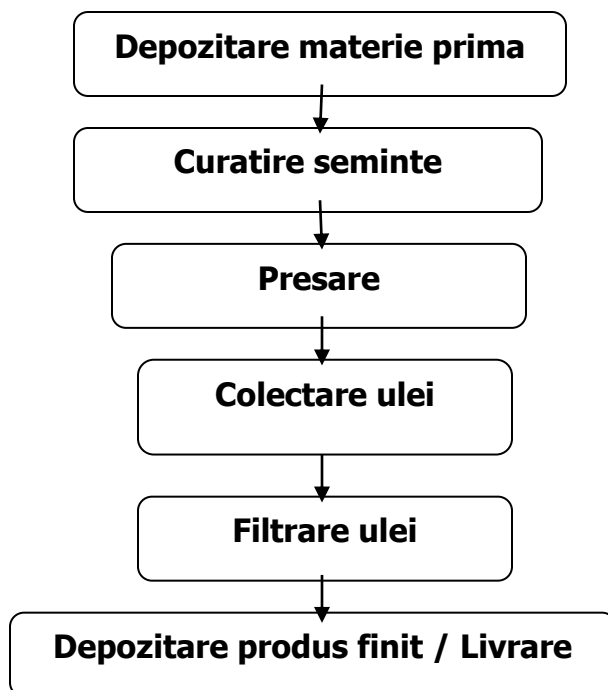 Depozitare materie prima
Curatire seminte
Presare
Colectare ulei
Filtrare ulei
Depozitare produs finit / Livrare